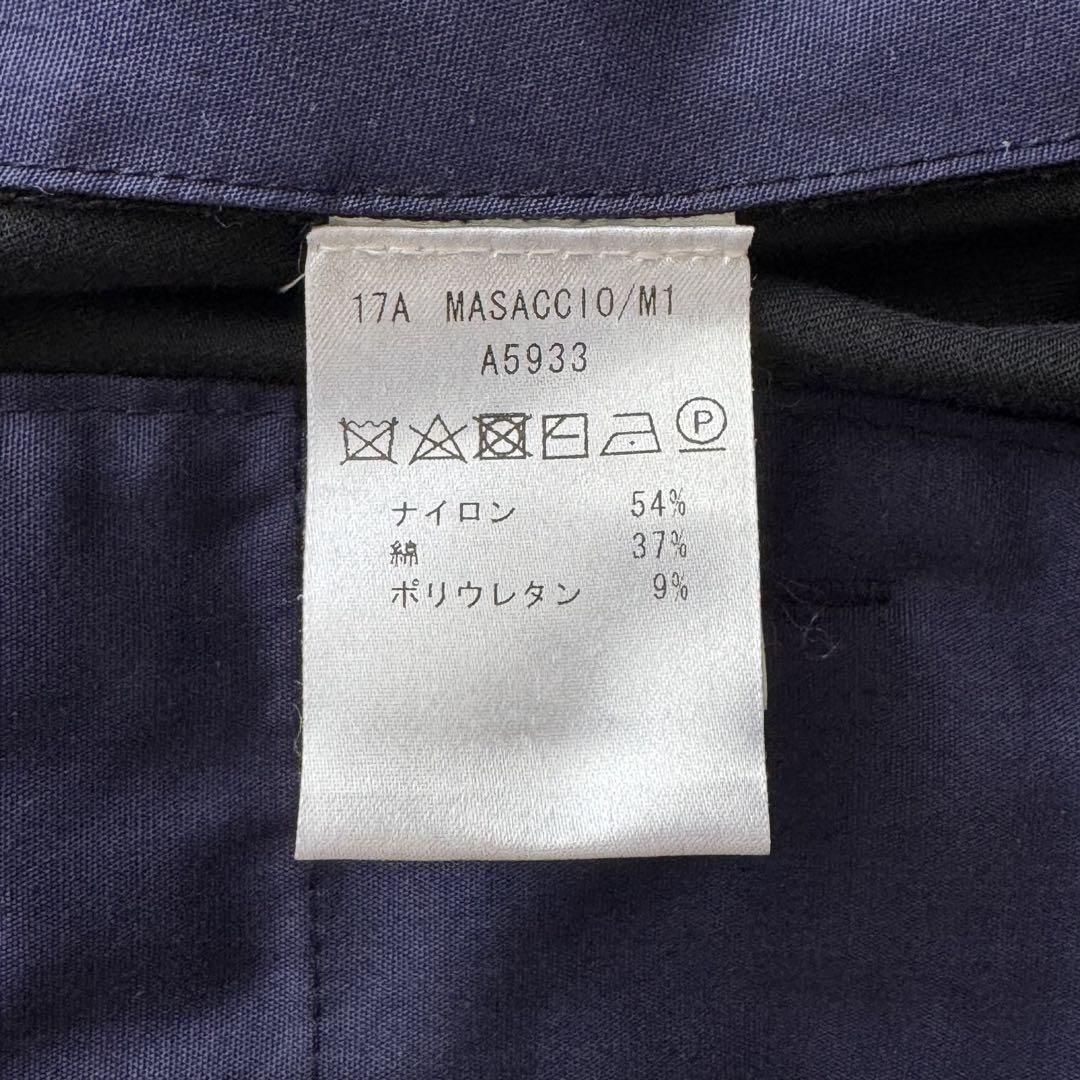 17A MASACCIO/M1
A5933
P
ナイロン 54%
綿 37%
ポリウレタン 9%